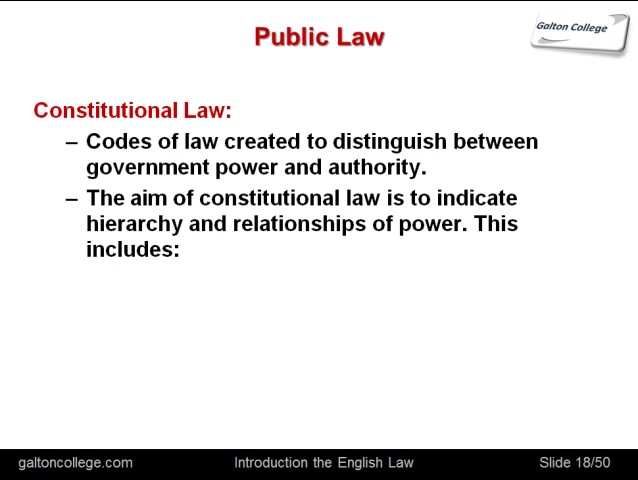 Public Law
Galton College
Constitutional Law:
– Codes of law created to distinguish between
government power and authority.
– The aim of constitutional law is to indicate
hierarchy and relationships of power. This
includes:
galtoncollege.com
Introduction the English Law
Slide 18/50